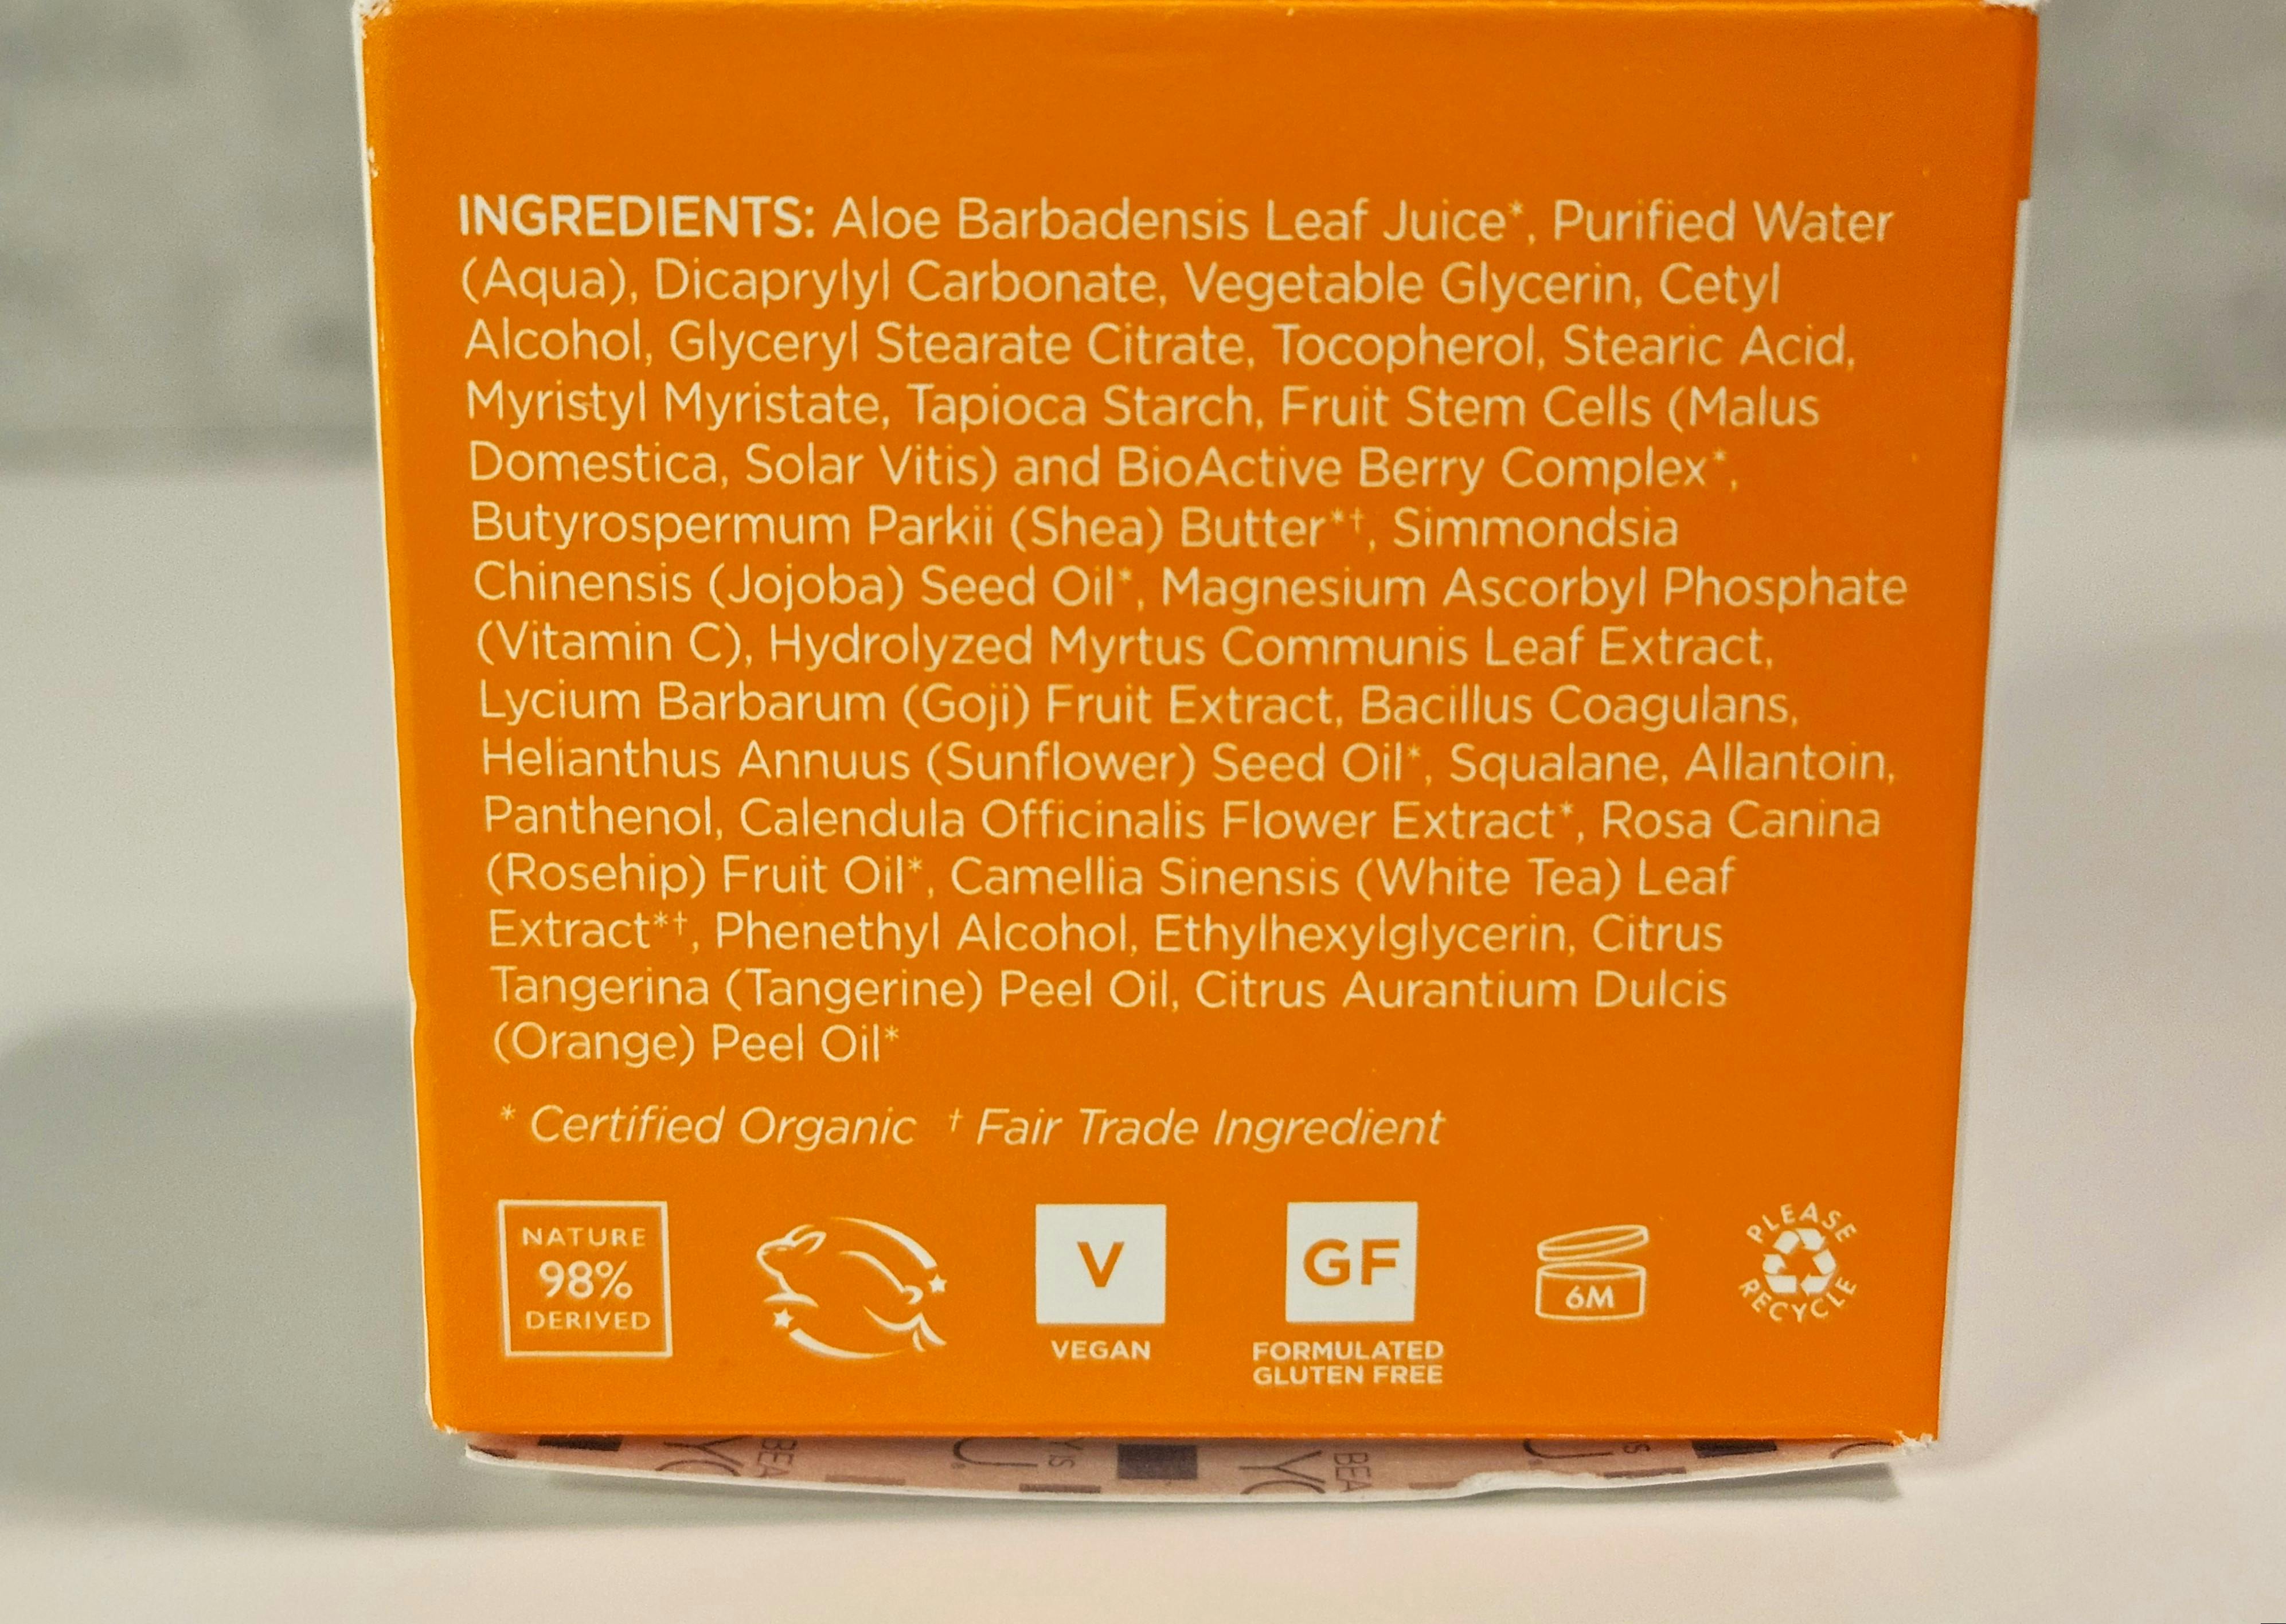 INGREDIENTS: Aloe Barbadensis Leaf Juice*, Purified Water
(Aqua), Dicaprylyl Carbonate, Vegetable Glycerin, Cetyl
Alcohol, Glyceryl Stearate Citrate, Tocopherol, Stearic Acid,
Myristyl Myristate, Tapioca Starch, Fruit Stem Cells (Malus
Domestica, Solar Vitis) and BioActive Berry Complex*,
Butyrospermum Parkii (Shea) Butter*†, Simmondsia
Chinensis (Jojoba) Seed Oil*, Magnesium Ascorbyl Phosphate
(Vitamin C), Hydrolyzed Myrtus Communis Leaf Extract,
Lycium Barbarum (Goji) Fruit Extract, Bacillus Coagulans,
Helianthus Annuus (Sunflower) Seed Oil*, Squalane, Allantoin,
Panthenol, Calendula Officinalis Flower Extract*, Rosa Canina
(Rosehip) Fruit Oil*, Camellia Sinensis (White Tea) Leaf
Extract*†, Phenethyl Alcohol, Ethylhexylglycerin, Citrus
Tangerina (Tangerine) Peel Oil, Citrus Aurantium Dulcis
(Orange) Peel Oil*
* Certified Organic † Fair Trade Ingredient
NATURE
98%
DERIVED
V
VEGAN
GF
FORMULATED
GLUTEN FREE
6M
PLEASE
RECYCLE